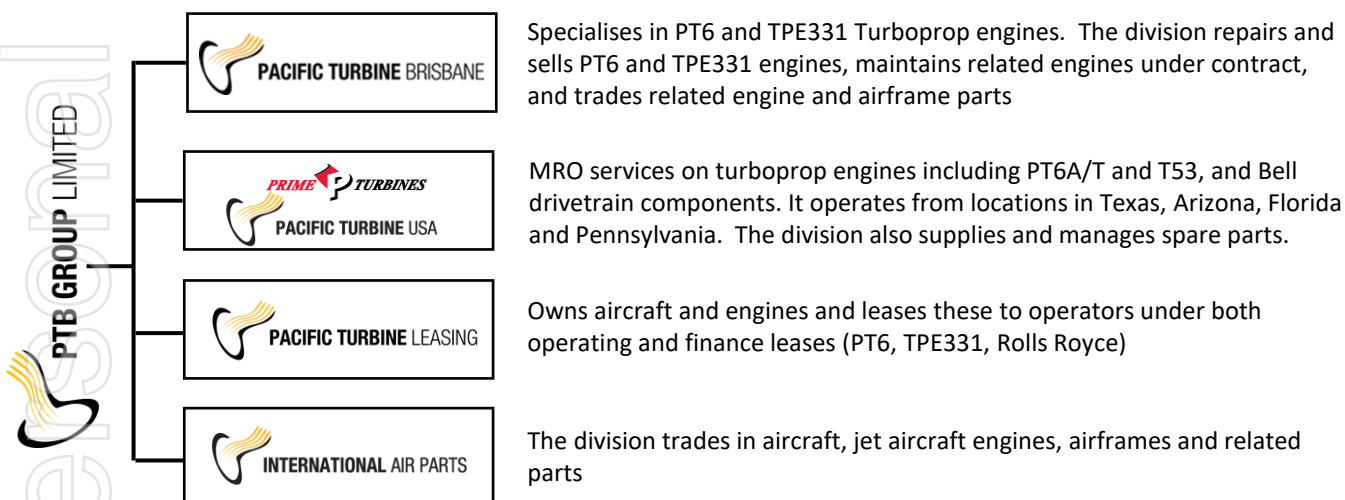 PTB GROUP LIMITED
PACIFIC TURBINE BRISBANE
Specialises in PT6 and TPE331 Turboprop engines.  The division repairs and
sells PT6 and TPE331 engines, maintains related engines under contract,
and trades related engine and airframe parts
PRIME P TURBINES
PACIFIC TURBINE USA
MRO services on turboprop engines including PT6A/T and T53, and Bell
drivetrain components. It operates from locations in Texas, Arizona, Florida
and Pennsylvania.  The division also supplies and manages spare parts.
PACIFIC TURBINE LEASING
Owns aircraft and engines and leases these to operators under both
operating and finance leases (PT6, TPE331, Rolls Royce)
INTERNATIONAL AIR PARTS
The division trades in aircraft, jet aircraft engines, airframes and related
parts
ersonal